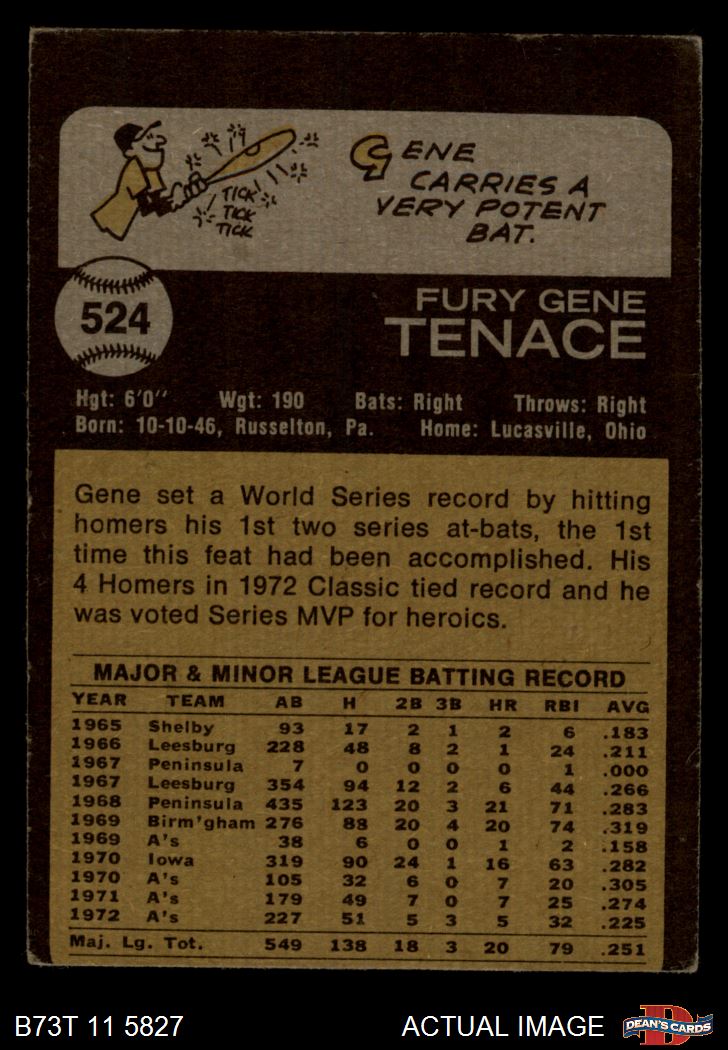 GENE
CARRIES A
VERY POTENT
BAT.
TICK
TICK
TICK
524
FURY GENE
TENACE
Hgt: 6'0" Wgt: 190 Bats: Right Throws: Right
Born: 10-10-46, Russelton, Pa. Home: Lucasville, Ohio
Gene set a World Series record by hitting
homers his 1st two series at-bats, the 1st
time this feat had been accomplished. His
4 Homers in 1972 Classic tied record and he
was voted Series MVP for heroics.
MAJOR & MINOR LEAGUE BATTING RECORD
YEAR TEAM AB H 2B 3B HR RBI AVG
1965 Shelby 93 17 2 1 2 6 .183
1966 Leesburg 228 48 8 2 1 24 .211
1967 Peninsula 7 0 0 0 0 1 .000
1967 Leesburg 354 94 12 2 6 44 .266
1968 Peninsula 435 123 20 3 21 71 .283
1969 Birm'gham 276 88 20 4 20 74 .319
1969 A's 38 6 0 0 1 2 .158
1970 Iowa 319 90 24 1 16 63 .282
1970 A's 105 32 6 0 7 20 .305
1971 A's 179 49 7 0 7 25 .274
1972 A's 227 51 5 3 5 32 .225
Maj. Lg. Tot. 549 138 18 3 20 79 .251
B73T 11 5827 ACTUAL IMAGE
D
DEAN'S CARDS